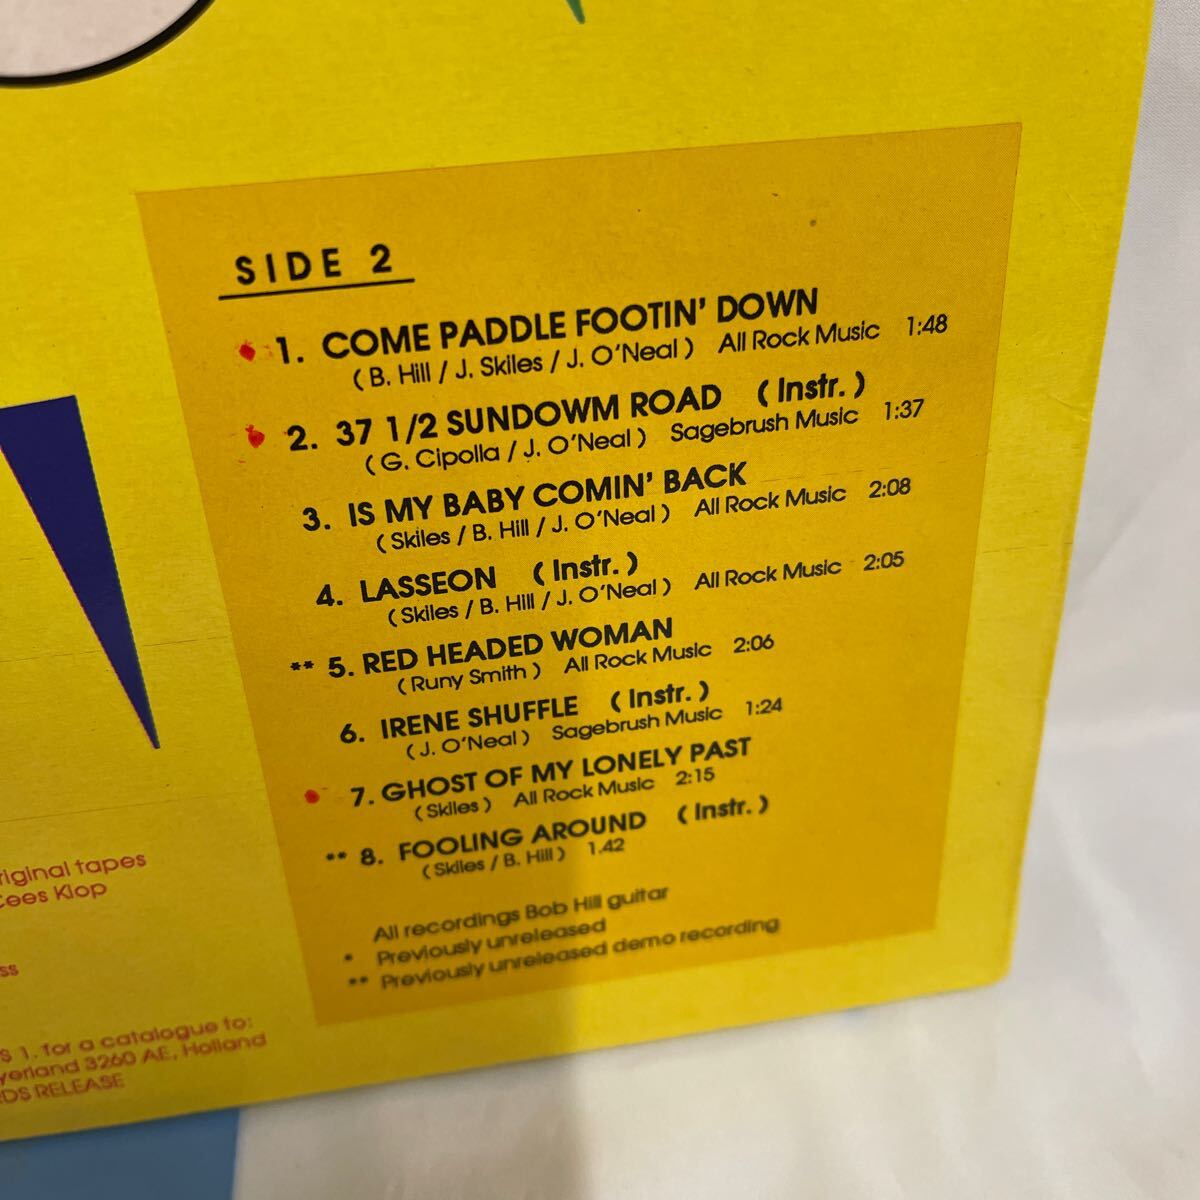 SIDE 2
1. COME PADDLE FOOTIN' DOWN
( B. Hill / J. Skiles / J. O'Neal ) All Rock Music 1:48
2. 37 1/2 SUNDOWM ROAD ( Instr. )
( G. Cipolla / J. O'Neal ) Sagebrush Music 1:37
3. IS MY BABY COMIN' BACK
( Skiles / B. Hill / J. O'Neal ) All Rock Music 2:08
4. LASSEON ( Instr. )
( Skiles / B. Hill / J. O'Neal ) All Rock Music 2:05
** 5. RED HEADED WOMAN
( Runy Smith ) All Rock Music 2:06
6. IRENE SHUFFLE ( Instr. )
( J. O'Neal ) Sagebrush Music 1:24
7. GHOST OF MY LONELY PAST
( Skiles ) All Rock Music 2:15
** 8. FOOLING AROUND ( Instr. )
( Skiles / B. Hill ) 1.42
All recordings Bob Hill guitar
* Previously unreleased
** Previously unreleased demo recording
riginal tapes
Cees Klop
ss
$ 1. for a catalogue to:
yerland 3260 AE, Holland
RDS RELEASE